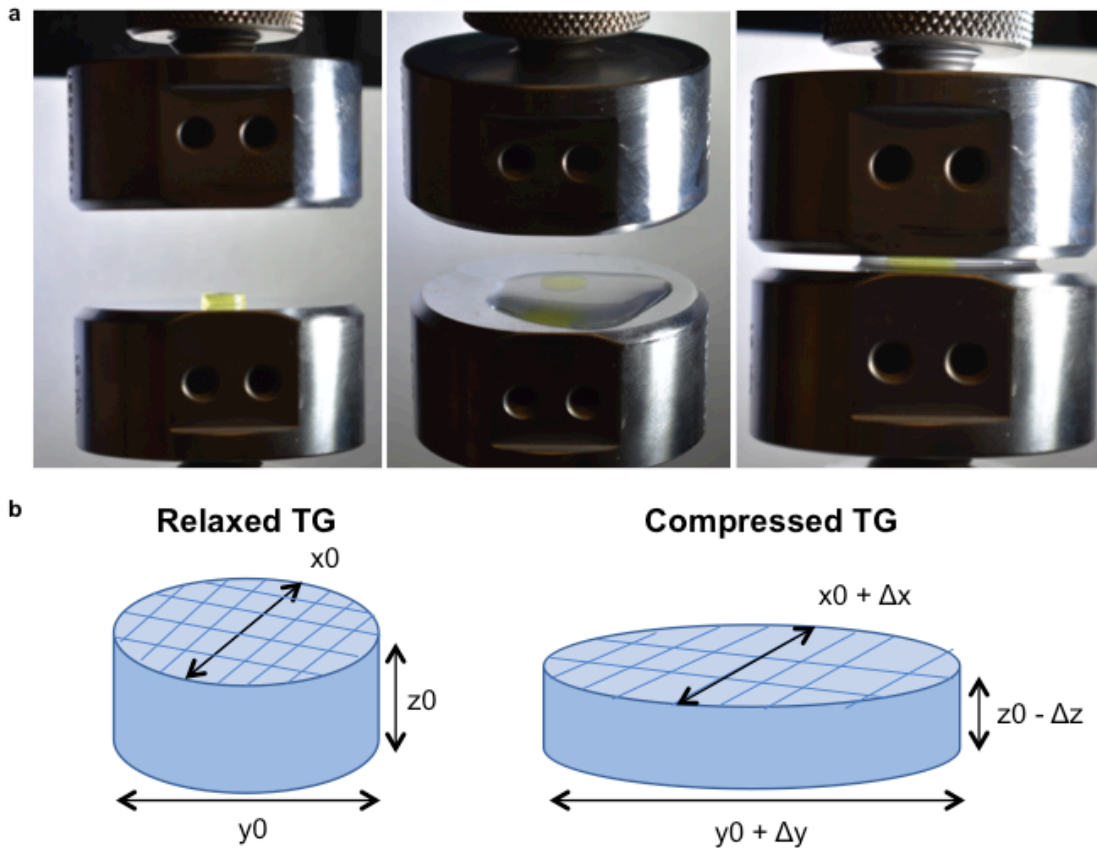 a
b
Relaxed TG
Compressed TG
x0
z0
y0
x0 + Δx
z0 - Δz
y0 + Δy